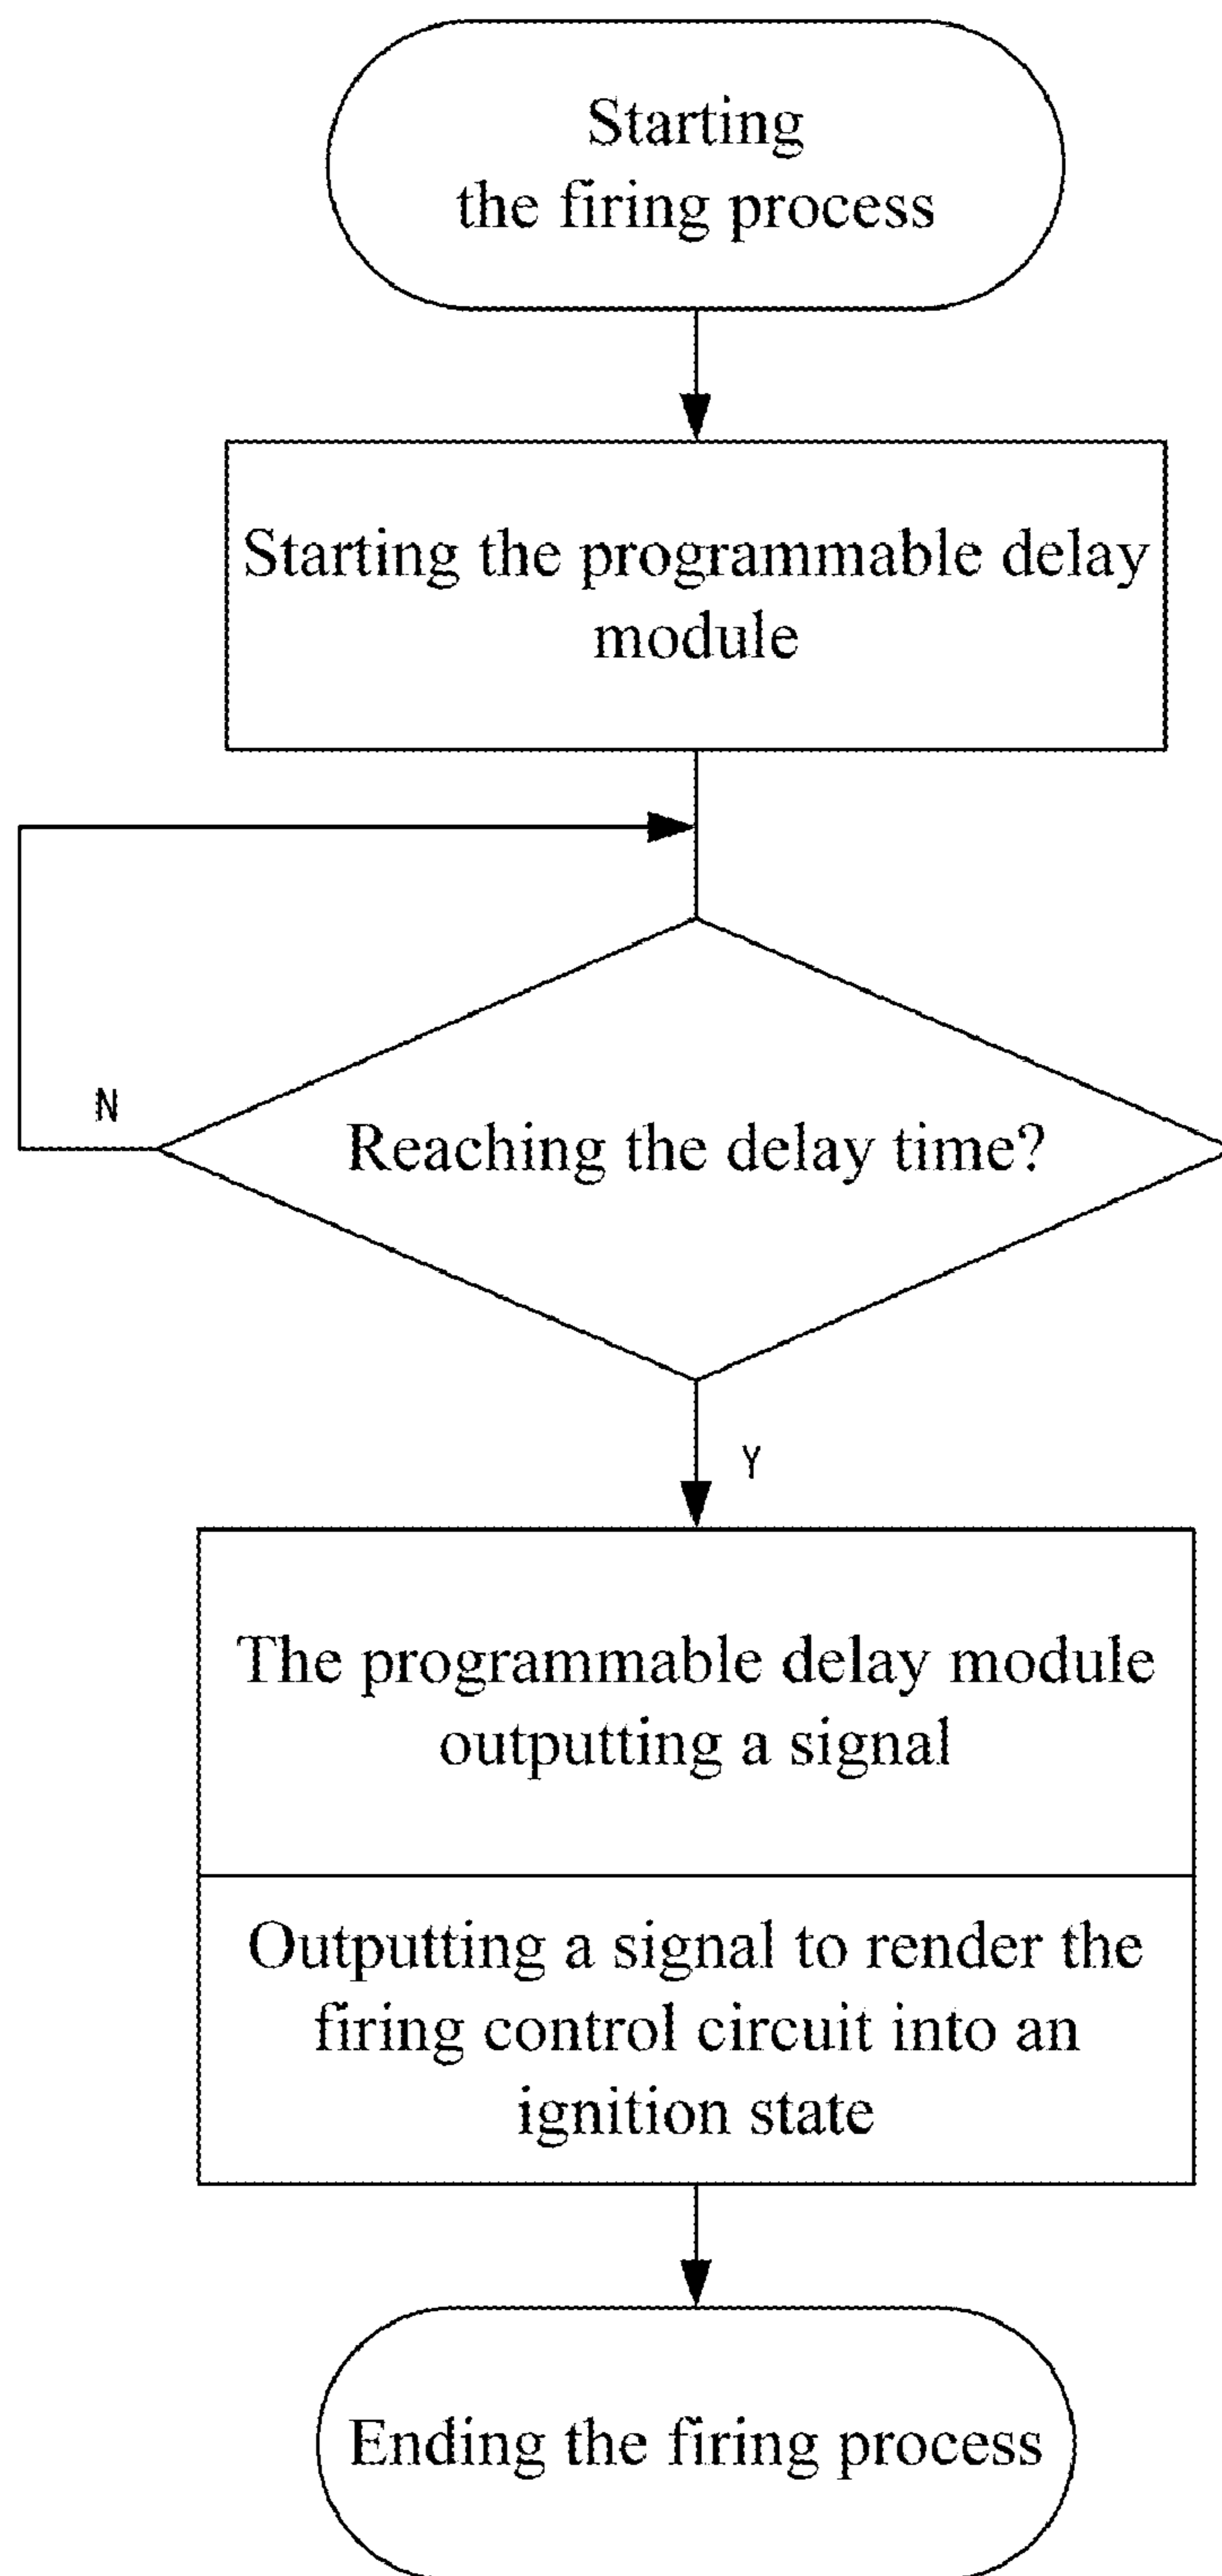 Starting
the firing process
Starting the programmable delay
module
N
Reaching the delay time?
Y
The programmable delay module
outputting a signal
Outputting a signal to render the
firing control circuit into an
ignition state
Ending the firing process